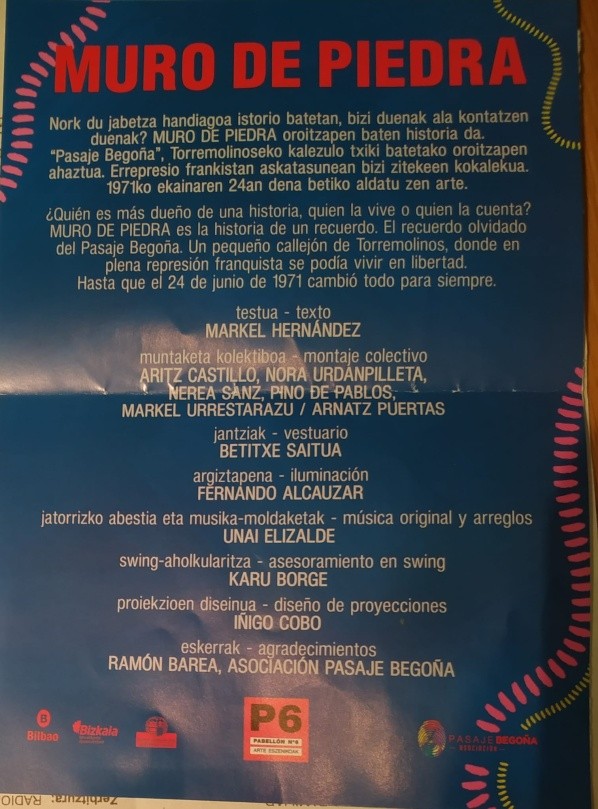 MURO DE PIEDRA
Nork du jabetza handiagoa istorio batetan, bizi duenak ala kontatzen
duenak? MURO DE PIEDRA oroitzapen baten historia da.
"Pasaje Begoña", Torremolinoseko kalezulo txiki batetako oroitzapen
ahaztua. Errepresio frankistan askatasunean bizi zitekeen kokalekua.
1971ko ekainaren 24an dena betiko aldatu zen arte.
¿Quién es más dueño de una historia, quien la vive o quien la cuenta?
MURO DE PIEDRA es la historia de un recuerdo. El recuerdo olvidado
del Pasaje Begoña. Un pequeño callejón de Torremolinos, donde en
plena represión franquista se podía vivir en libertad.
Hasta que el 24 de junio de 1971 cambió todo para siempre.
testua - texto
MARKEL HERNÁNDEZ
muntaketa kolektiboa - montaje colectivo
ARITZ CASTILLO, NORA URDANPILLETA,
NEREA SANZ, PINO DE PABLOS,
MARKEL URRESTARAZU / ARNATZ PUERTAS
jantziak - vestuario
BETITXE SAITUA
argiztapena - iluminación
FERNANDO ALCAUZAR
jatorrizko abestia eta musika-moldaketak - música original y arreglos
UNAI ELIZALDE
swing-aholkularitza - asesoramiento en swing
KARU BORGE
proiekzioen diseinua - diseño de proyecciones
IÑIGO COBO
eskerrak - agradecimientos
RAMÓN BAREA, ASOCIACIÓN PASAJE BEGOÑA
B
Bilbao
Bizkaia
P6
PABELLÓN Nº6
ARTE ESZENIKOAK
PASAJE BEGOÑA
ASOCIACIÓN
Zerbitzura: RADIO